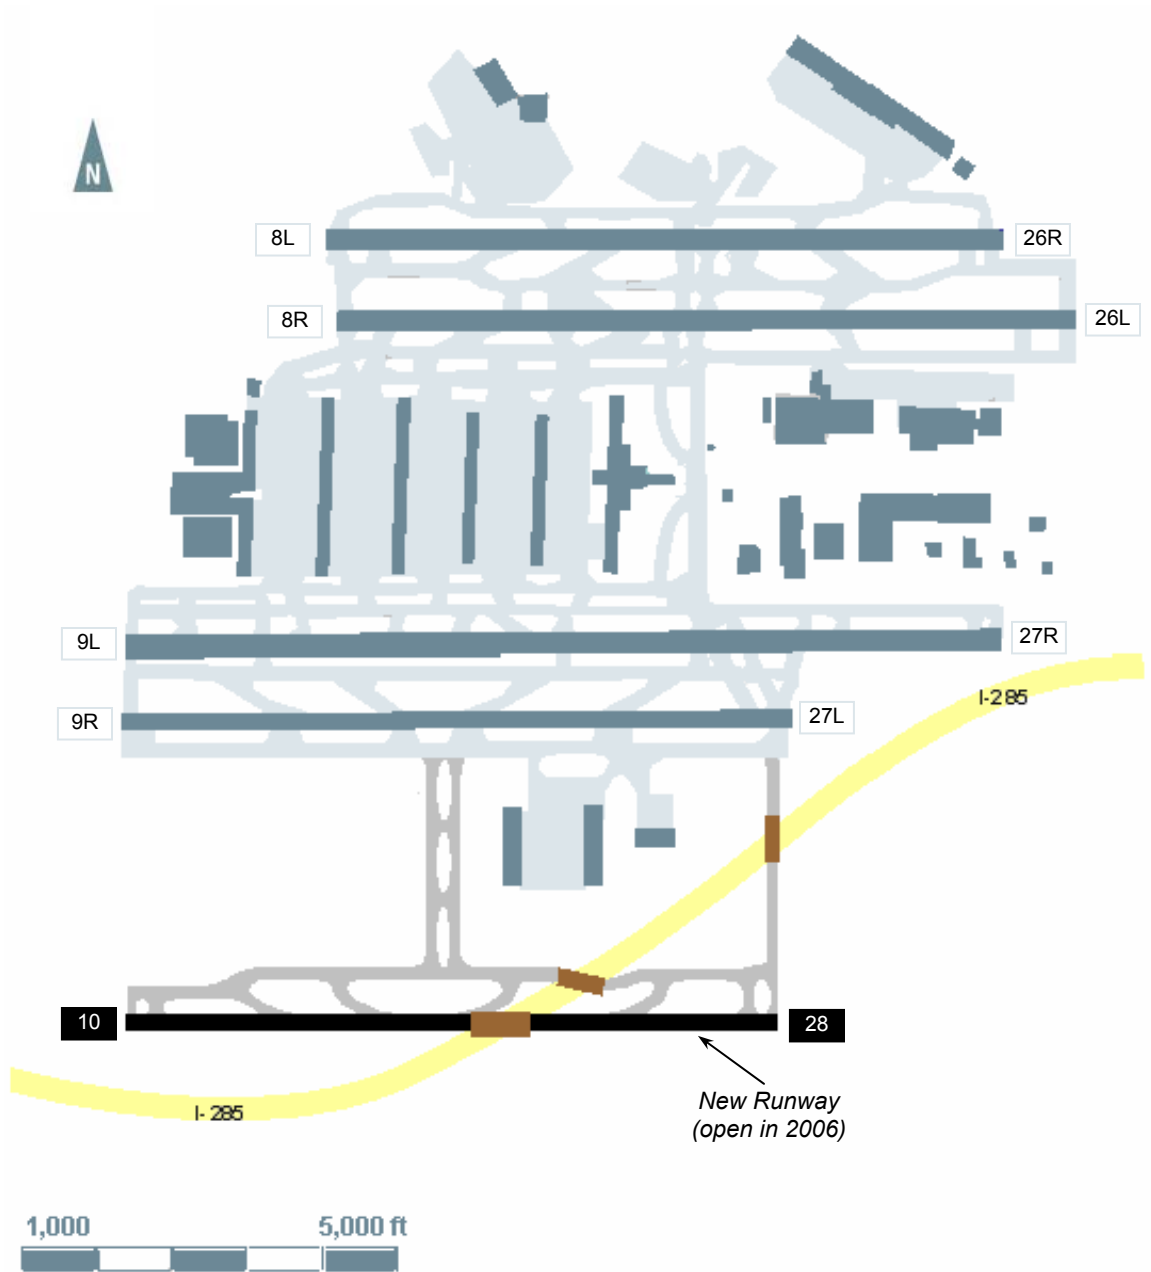 N
8L
26R
8R
26L
9L
27R
I-285
9R
27L
10
28
New Runway
(open in 2006)
I- 285
1,000
5,000 ft